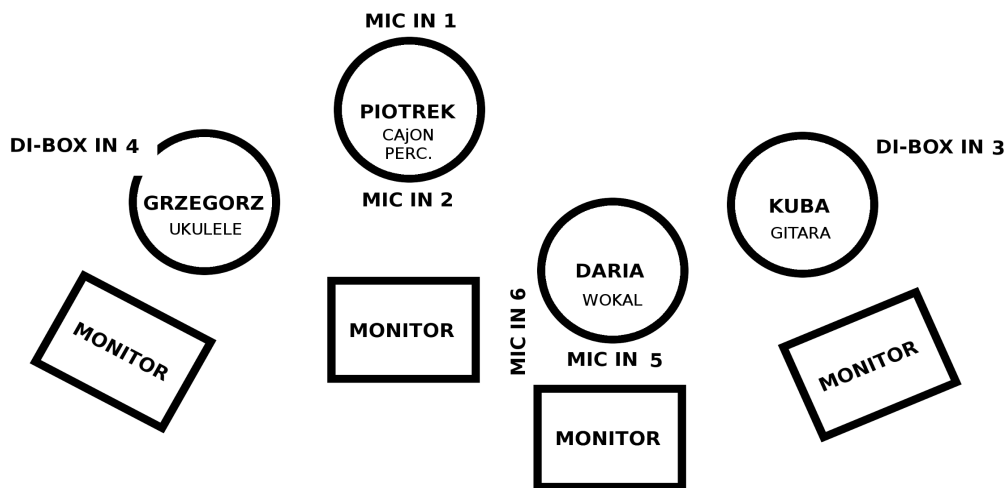 MIC IN 1
PIOTREK
CAjON
PERC.
MIC IN 2
DI-BOX IN 4
GRZEGORZ
UKULELE
DI-BOX IN 3
KUBA
GITARA
DARIA
WOKAL
MIC IN 6
MIC IN 5
MONITOR
MONITOR
MONITOR
MONITOR